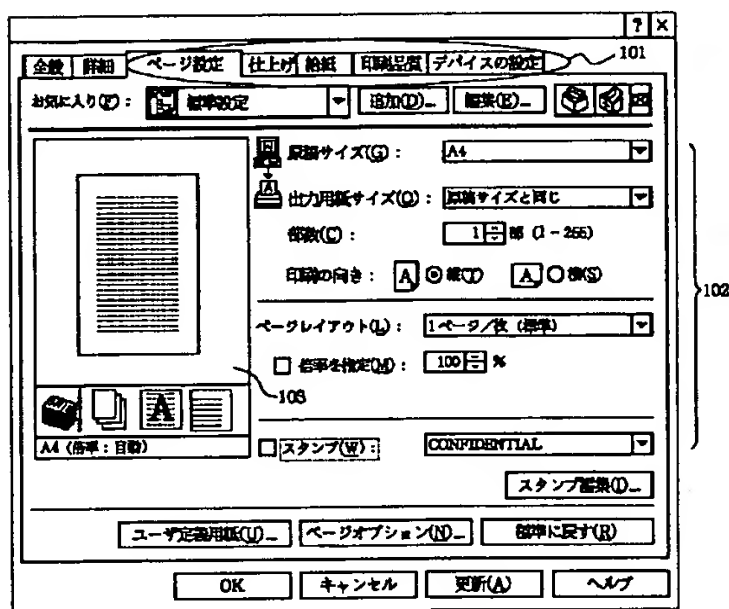 ? ×
全般 詳細 ページ設定 仕上げ 給紙 印刷品質 デバイスの設定 101
お気に入り(F): 標準設定 追加(D)... 編集(E)...
原稿サイズ(G): A4
出力用紙サイズ(O): 原稿サイズと同じ
部数(C): 1 部 (1 - 255)
印刷の向き: A 縦(T) A 横(S)
102
ページレイアウト(L): 1ページ/枚 (標準)
倍率を指定(M): 100 %
103
A
A4 (倍率:自動)
スタンプ(W): CONFIDENTIAL
スタンプ編集(I)...
ユーザ定義用紙(U)... ページオプション(N)... 標準に戻す(R)
OK キャンセル 更新(A) ヘルプ